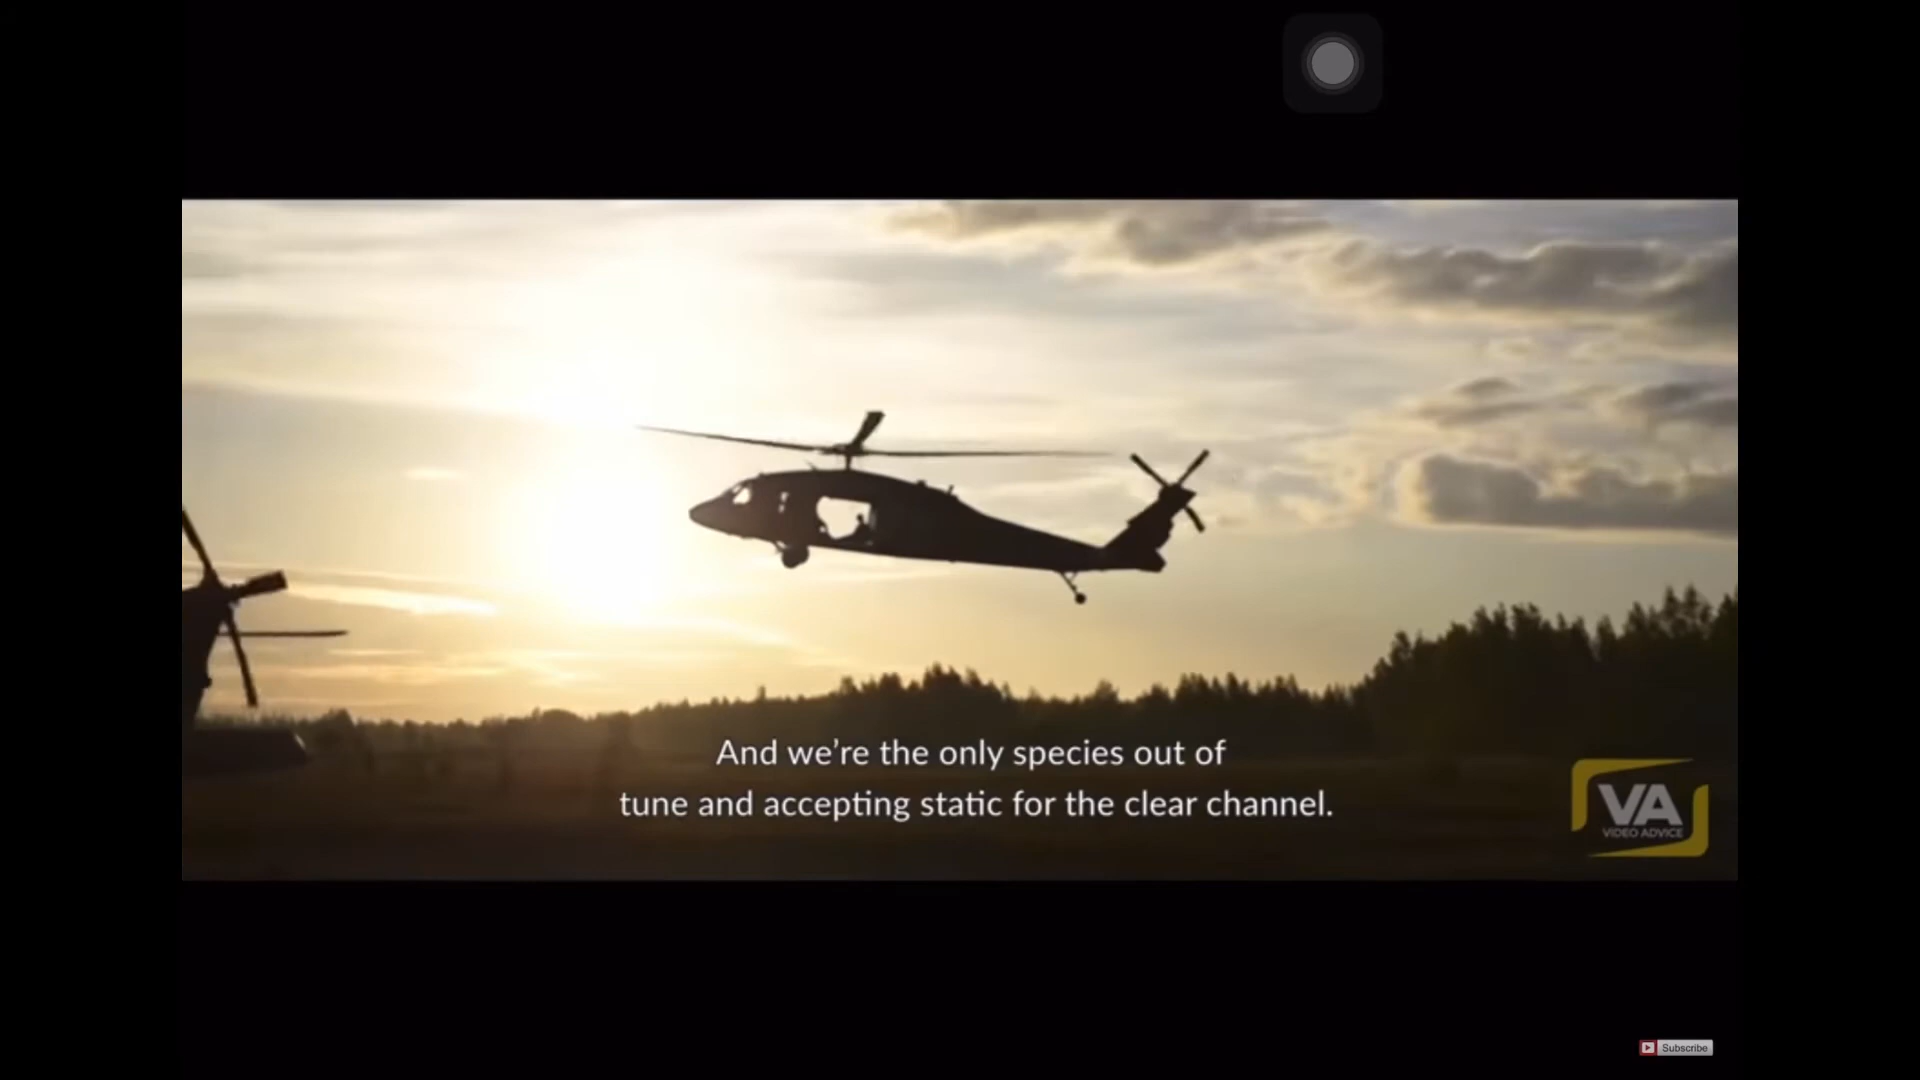 And we're the only species out of
tune and accepting static for the clear channel.
VA
VIDEO ADVICE
Subscribe